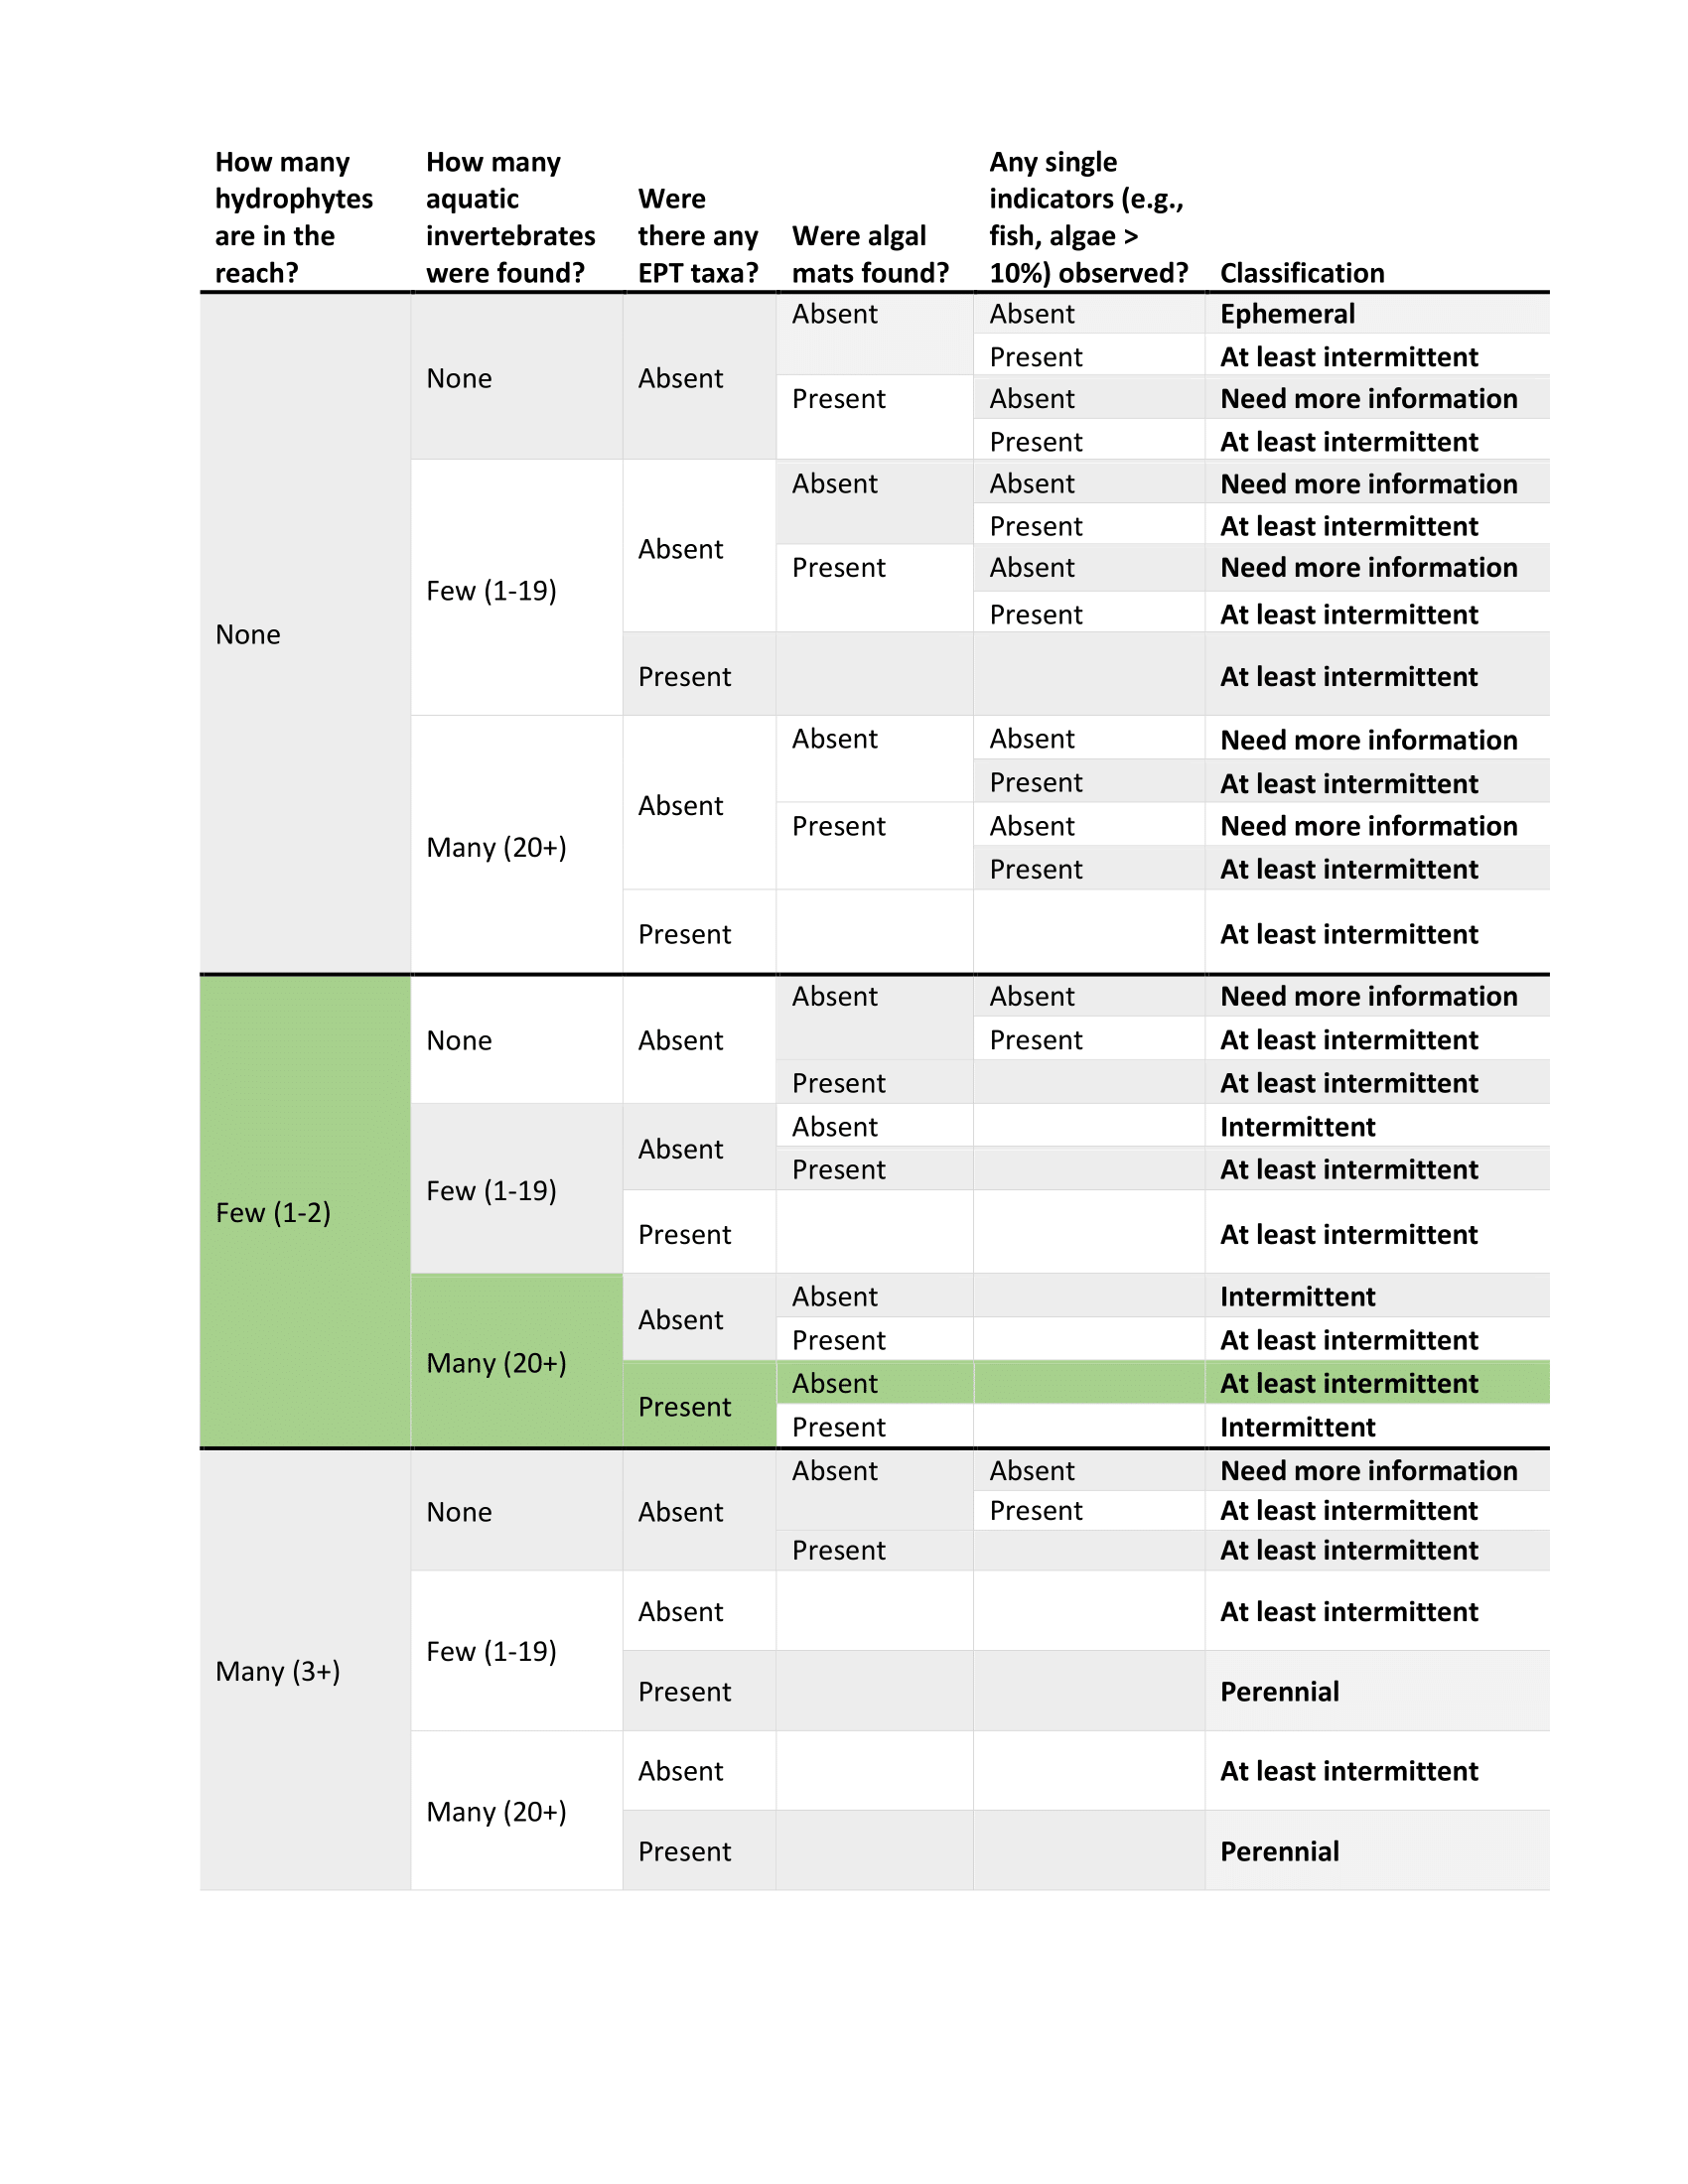 How many
hydrophytes
are in the
reach?
How many
aquatic
invertebrates
were found?
Were
there any
EPT taxa?
Were algal
mats found?
Any single
indicators (e.g.,
fish, algae >
10%) observed?
Classification
None
None
Absent
Absent
Absent
Ephemeral
Present
At least intermittent
Present
Absent
Need more information
Present
At least intermittent
Few (1-19)
Absent
Absent
Absent
Need more information
Present
At least intermittent
Present
Absent
Need more information
Present
At least intermittent
Present
At least intermittent
Many (20+)
Absent
Absent
Absent
Need more information
Present
At least intermittent
Present
Absent
Need more information
Present
At least intermittent
Present
At least intermittent
Few (1-2)
None
Absent
Absent
Absent
Need more information
Present
At least intermittent
Present
At least intermittent
Few (1-19)
Absent
Absent
Intermittent
Present
At least intermittent
Present
At least intermittent
Many (20+)
Absent
Absent
Intermittent
Present
At least intermittent
Present
Absent
At least intermittent
Present
Intermittent
Many (3+)
None
Absent
Absent
Absent
Need more information
Present
At least intermittent
Present
At least intermittent
Few (1-19)
Absent
At least intermittent
Present
Perennial
Many (20+)
Absent
At least intermittent
Present
Perennial